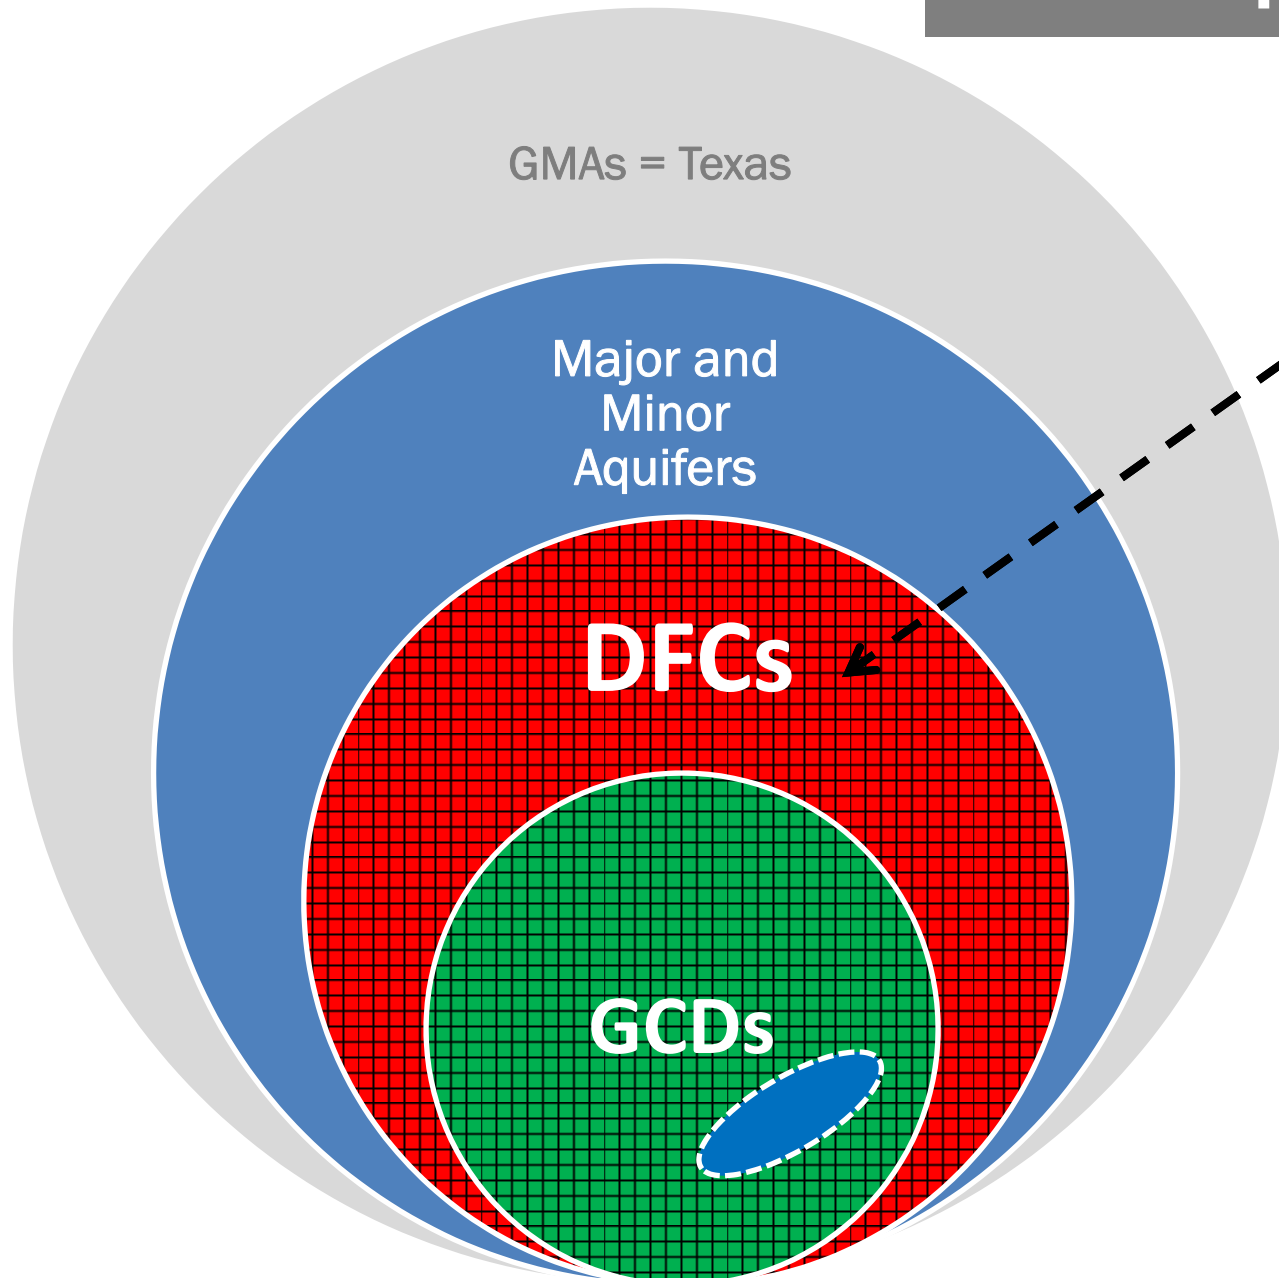 GMAs = Texas
Major and
Minor
Aquifers
DFCs
GCDs